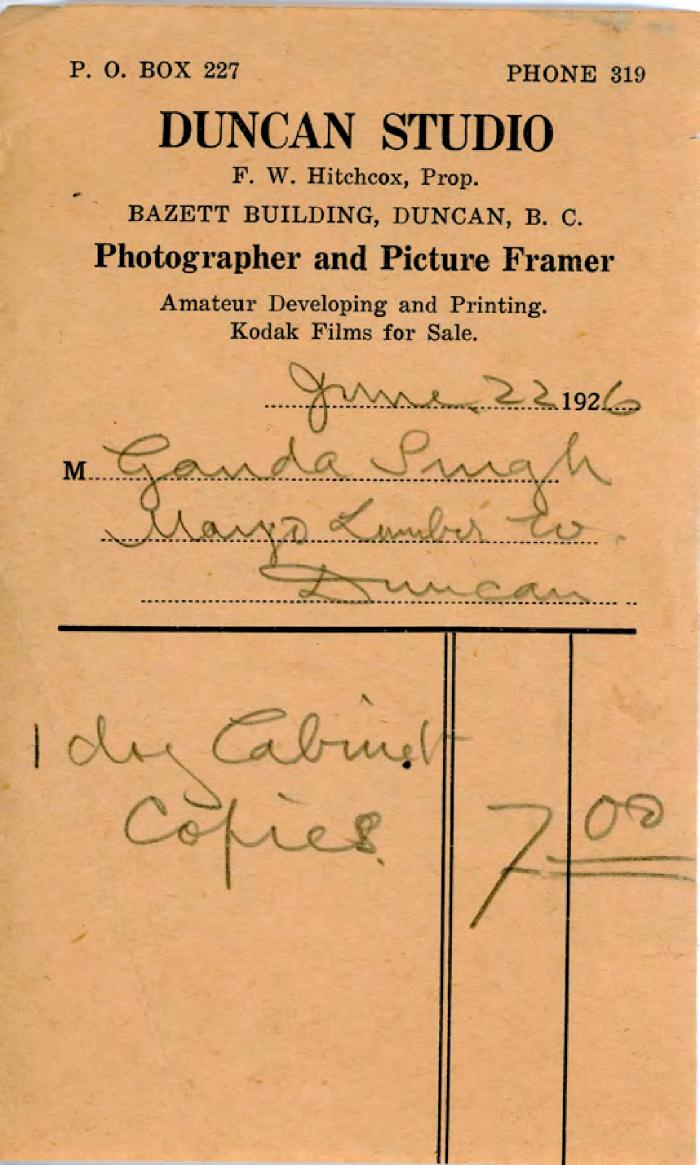 P. O. BOX 227 PHONE 319
DUNCAN STUDIO
F. W. Hitchcox, Prop.
BAZETT BUILDING, DUNCAN, B. C.
Photographer and Picture Framer
Amateur Developing and Printing.
Kodak Films for Sale.
June 22 1926
M Ganda Singh
Mayo Lumber Co.
Duncan
1 doz Cabinet
Copies. 7 00